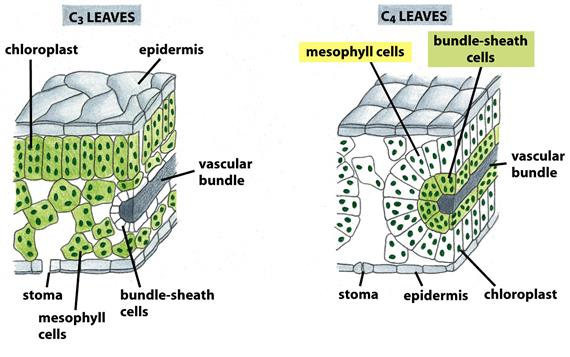 C₃ LEAVES
chloroplast
epidermis
vascular
bundle
stoma
mesophyll
cells
bundle-sheath
cells
C₄ LEAVES
mesophyll cells
bundle-sheath
cells
vascular
bundle
stoma
epidermis
chloroplast